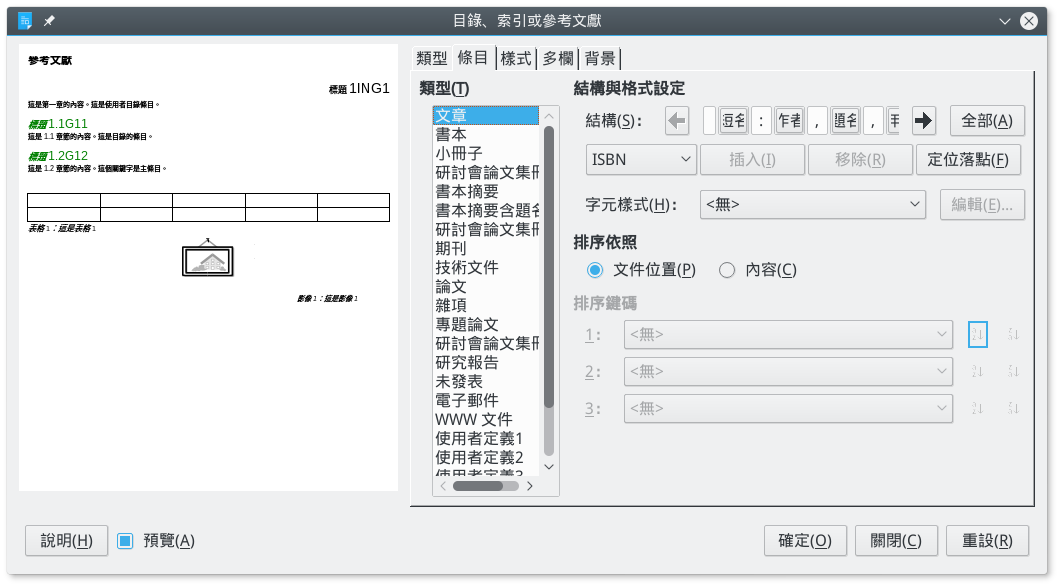 目錄、索引或參考文獻
參考文獻
標題 1ING1
這是第一章的內容。這是使用者目錄條目。
標題1.1G11
這是 1.1 章節的內容。這是目錄的條目。
標題1.2G12
這是 1.2 章節的內容。這個關鍵字是主條目。
表格 1：這是表格 1
影像 1：這是影像 1
類型 條目 樣式 多欄 背景
類型(T)
文章
書本
小冊子
研討會論文集冊
書本摘要
書本摘要含題名
研討會論文集冊
期刊
技術文件
論文
雜項
專題論文
研討會論文集冊
研究報告
未發表
電子郵件
WWW 文件
使用者定義1
使用者定義2
使用者定義3
結構與格式設定
結構(S)： : 作者 , 題名 , 全部(A)
ISBN 插入(I) 移除(R) 定位落點(F)
字元樣式(H)： <無> 編輯(E)...
排序依照
文件位置(P) 內容(C)
排序鍵碼
1： <無>
2： <無>
3： <無>
說明(H) 預覽(A) 確定(O) 關閉(C) 重設(R)